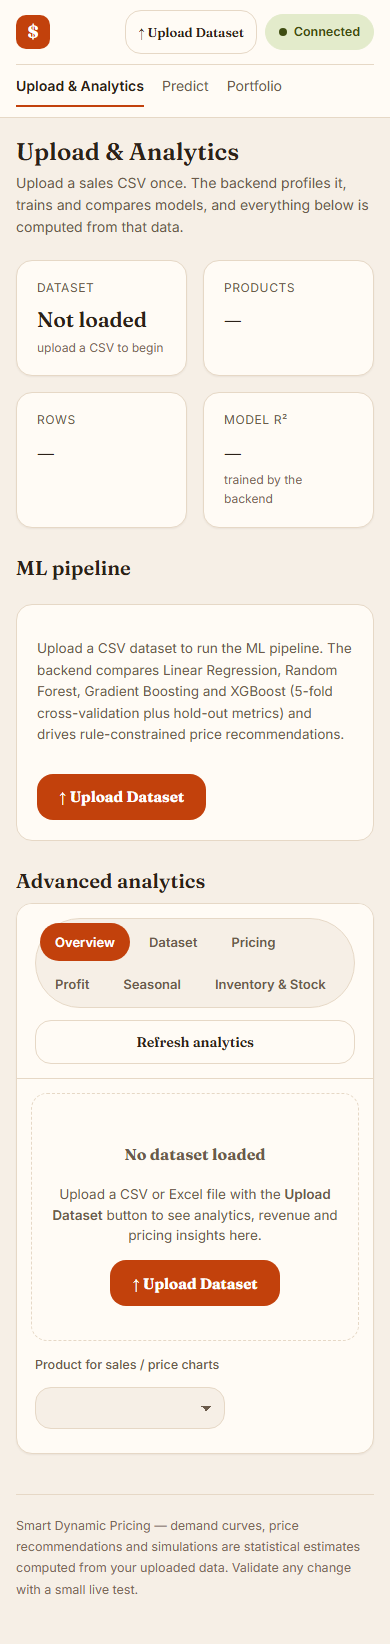 $
↑ Upload Dataset
Connected
Upload & Analytics
Predict
Portfolio
Upload & Analytics
Upload a sales CSV once. The backend profiles it,
trains and compares models, and everything below is
computed from that data.
DATASET
Not loaded
upload a CSV to begin
PRODUCTS
—
ROWS
—
MODEL R²
—
trained by the
backend
ML pipeline
Upload a CSV dataset to run the ML pipeline. The
backend compares Linear Regression, Random
Forest, Gradient Boosting and XGBoost (5-fold
cross-validation plus hold-out metrics) and
drives rule-constrained price recommendations.
↑ Upload Dataset
Advanced analytics
Overview
Dataset
Pricing
Profit
Seasonal
Inventory & Stock
Refresh analytics
No dataset loaded
Upload a CSV or Excel file with the Upload
Dataset button to see analytics, revenue and
pricing insights here.
↑ Upload Dataset
Product for sales / price charts
Smart Dynamic Pricing — demand curves, price
recommendations and simulations are statistical estimates
computed from your uploaded data. Validate any change
with a small live test.